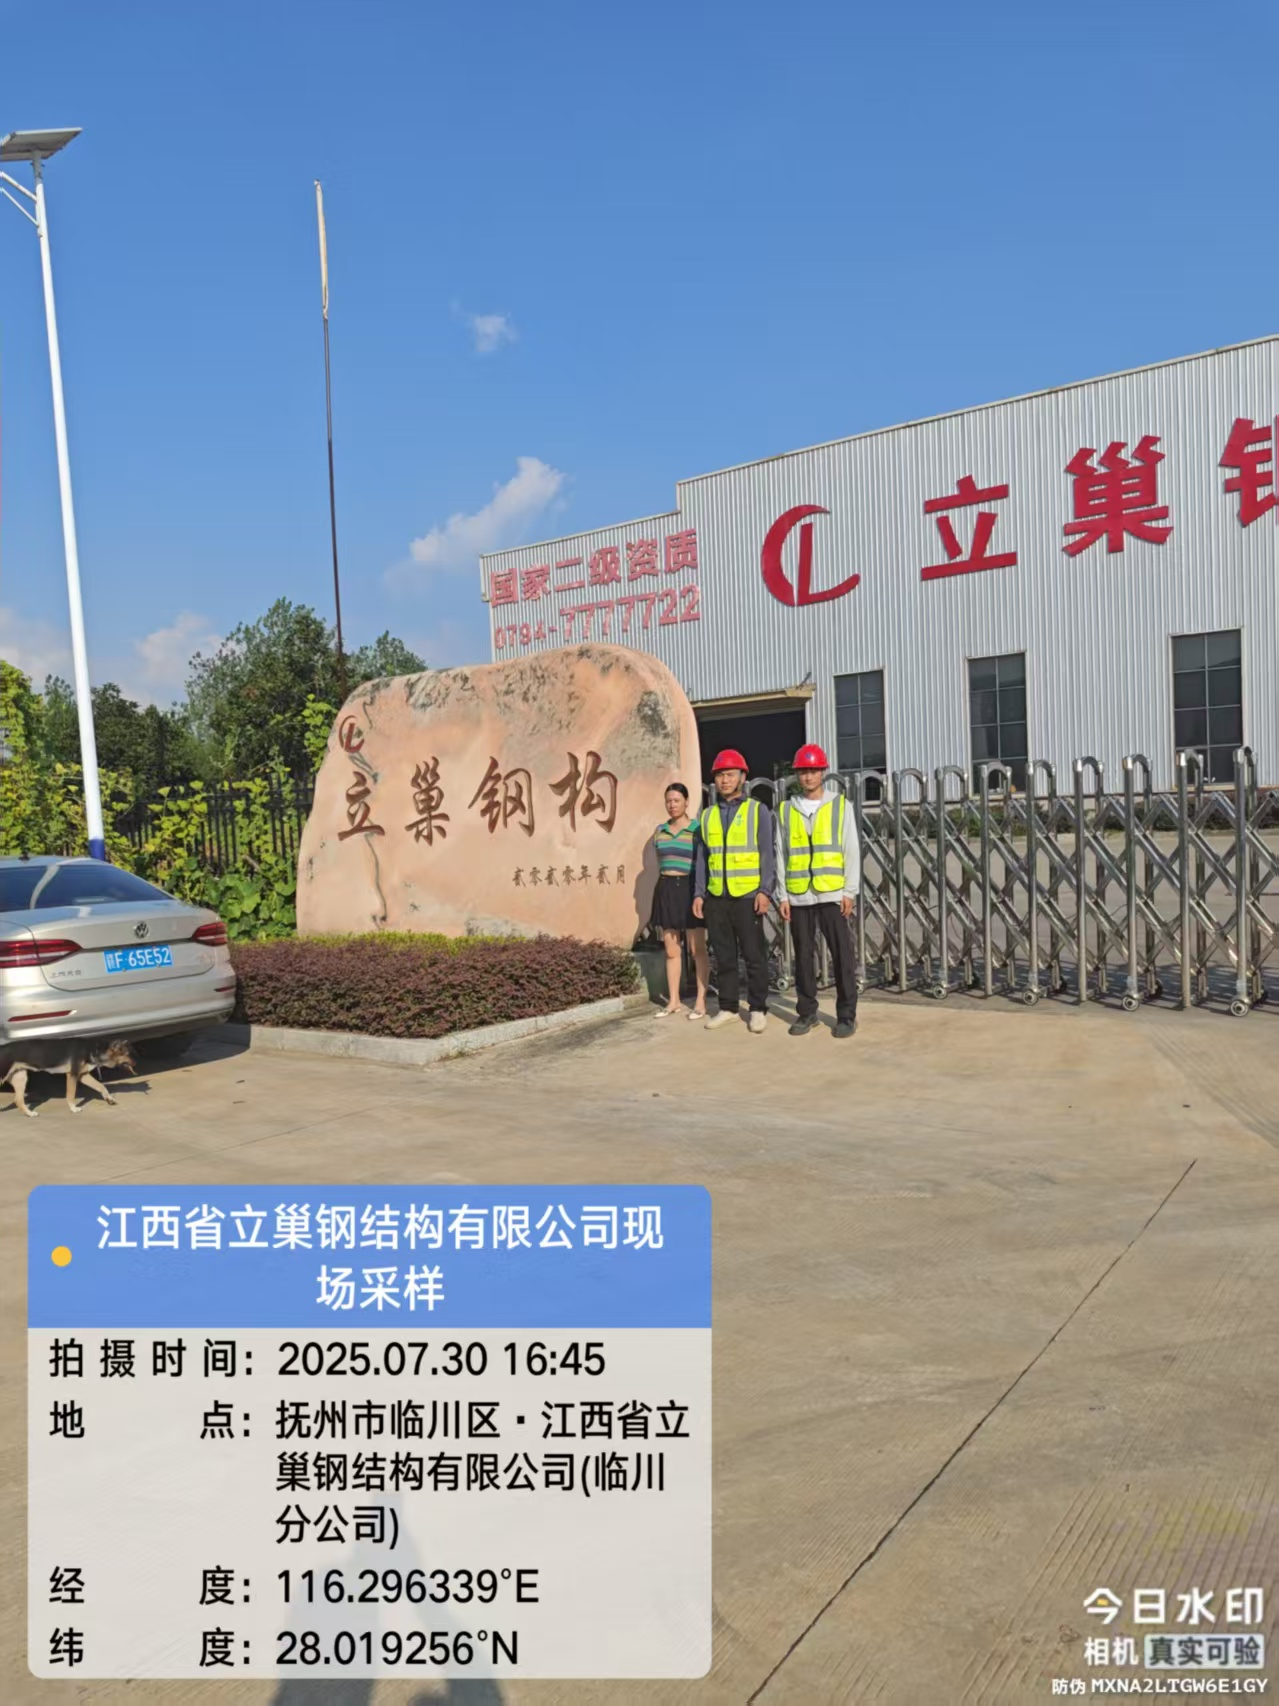 国家二级资质
0794-7777722
CL 立巢钢
立巢钢构
贰零贰零年贰月
赣F 65E52
江西省立巢钢结构有限公司现
场采样
拍摄时间：2025.07.30 16:45
地点：抚州市临川区·江西省立
巢钢结构有限公司(临川
分公司)
经度：116.296339°E
纬度：28.019256°N
今日水印
相机 真实可验
防伪 MXNA2LTGW6E1GY